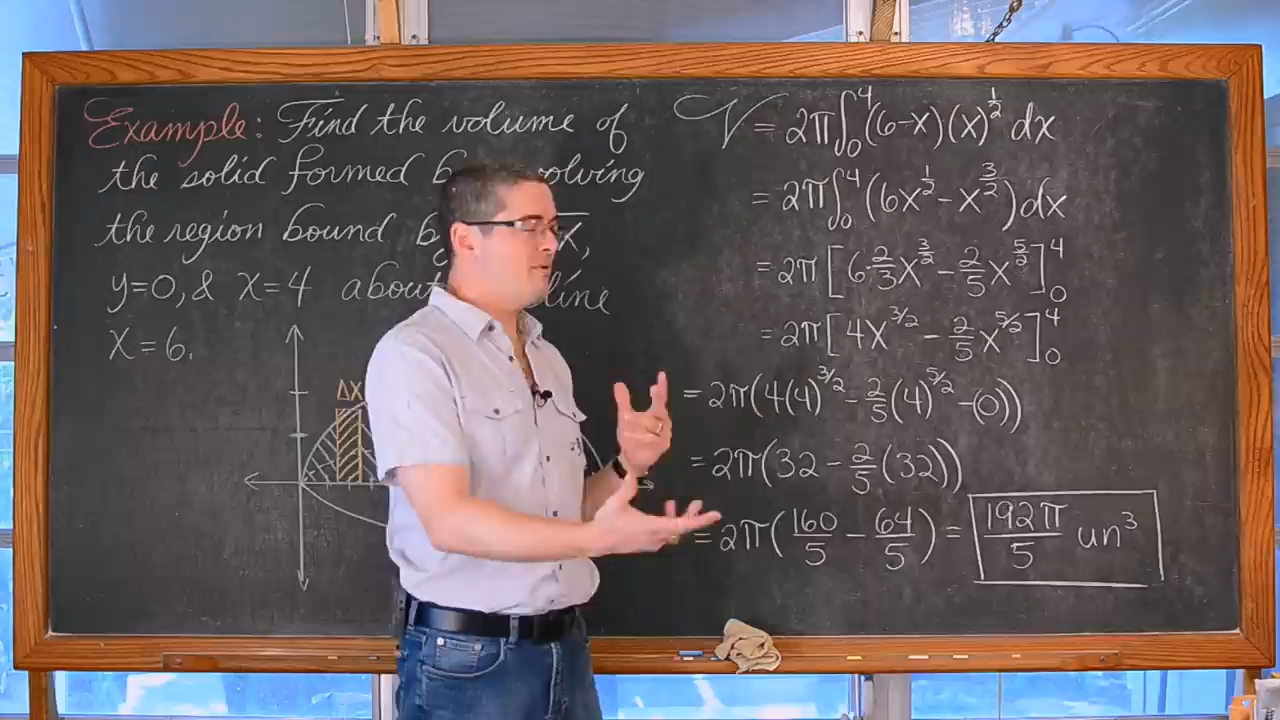 Example: Find the volume of
the solid formed
the region bound
y=0, & x=4 line
x=6.
Δx
V = 2π∫₀⁴(6-x)(x)^{1/2} dx
= 2π∫₀⁴(6x^{1/2} - x^{3/2})dx
= 2π[6·2/3x^{3/2} - 2/5x^{5/2}]₀⁴
= 2π[4x^{3/2} - 2/5x^{5/2}]₀⁴
= 2π(4(4)^{3/2} - 2/5(4)^{5/2} - (0))
= 2π(32 - 2/5(32))
= 2π(160/5 - 64/5) = 192π/5 un³